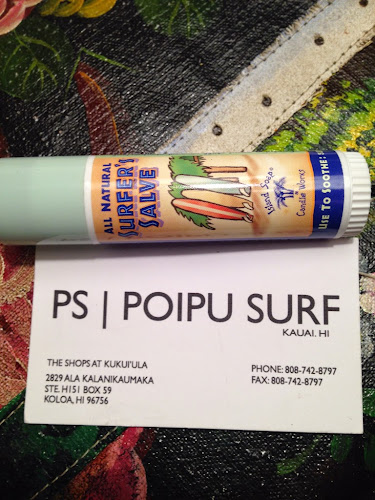 ALL NATURAL
SURFER'S
SALVE
Island Soap &
Candle Works
USE TO SOOTHE:
PS | POIPU SURF
KAUAI. HI
THE SHOPS AT KUKUI'ULA
2829 ALA KALANIKAUMAKA
STE. H151 BOX 59
KOLOA, HI 96756
PHONE: 808-742-8797
FAX: 808-742-8797